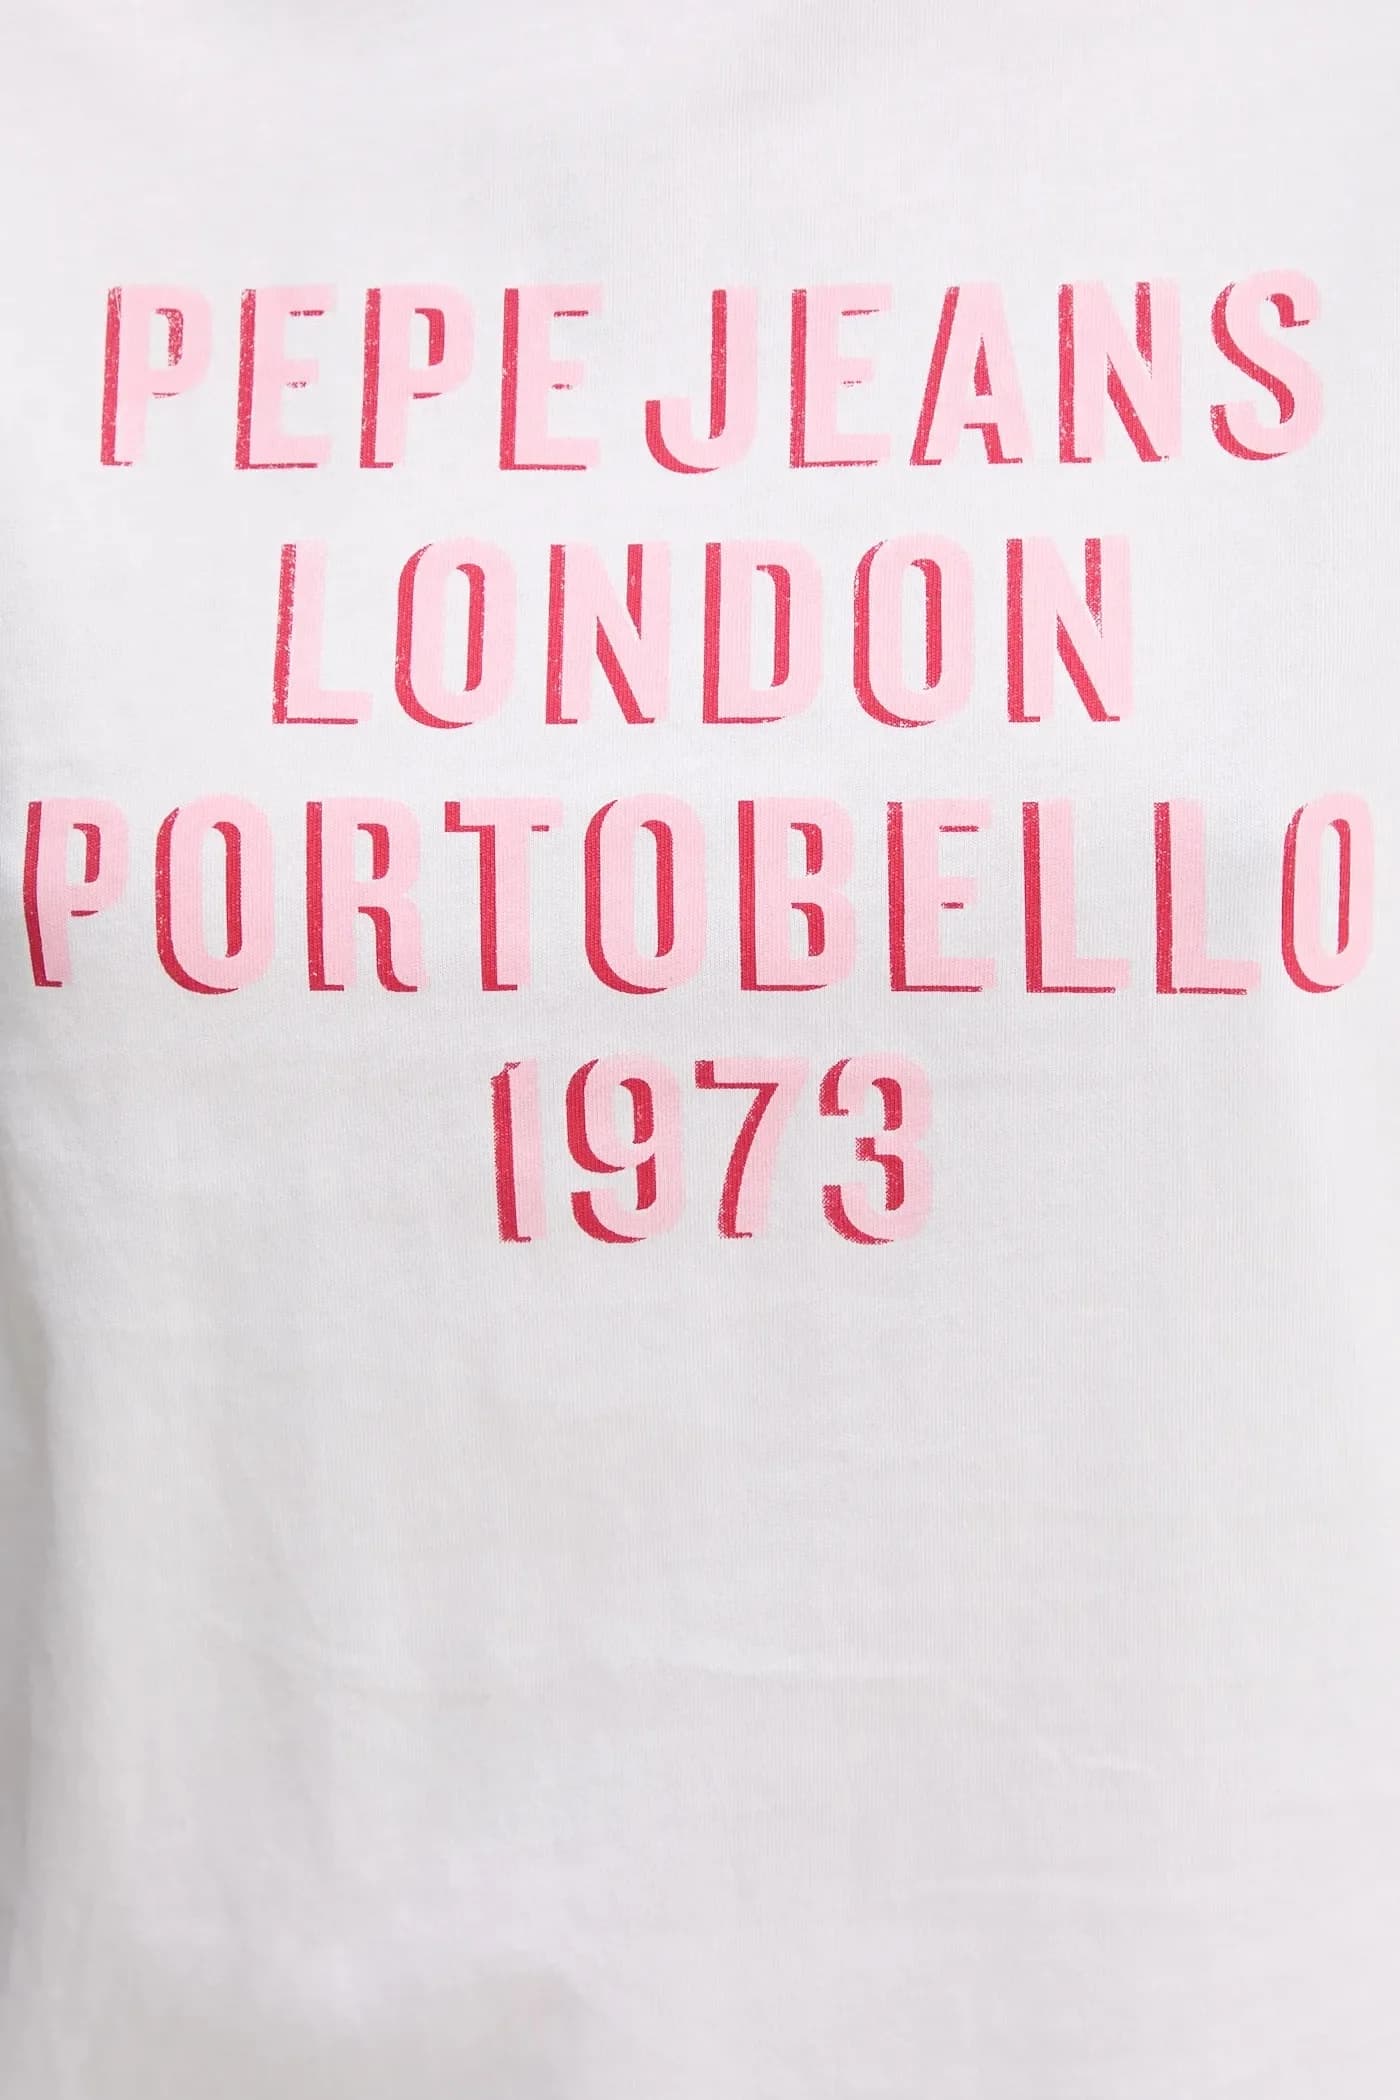 PEPE JEANS
LONDON
PORTOBELLO
1973